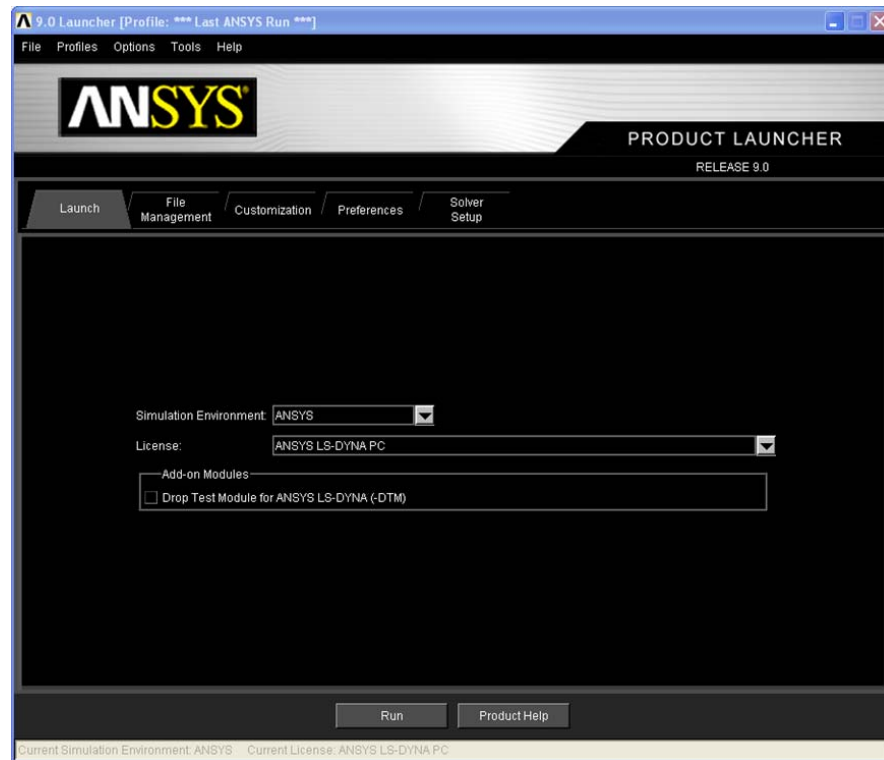 9.0 Launcher [Profile: *** Last ANSYS Run ***]
File Profiles Options Tools Help
ANSYS®
PRODUCT LAUNCHER
RELEASE 9.0
Launch
File
Management
Customization
Preferences
Solver
Setup
Simulation Environment: ANSYS
License: ANSYS LS-DYNA PC
Add-on Modules
Drop Test Module for ANSYS LS-DYNA (-DTM)
Run Product Help
Current Simulation Environment: ANSYS Current License: ANSYS LS-DYNA PC